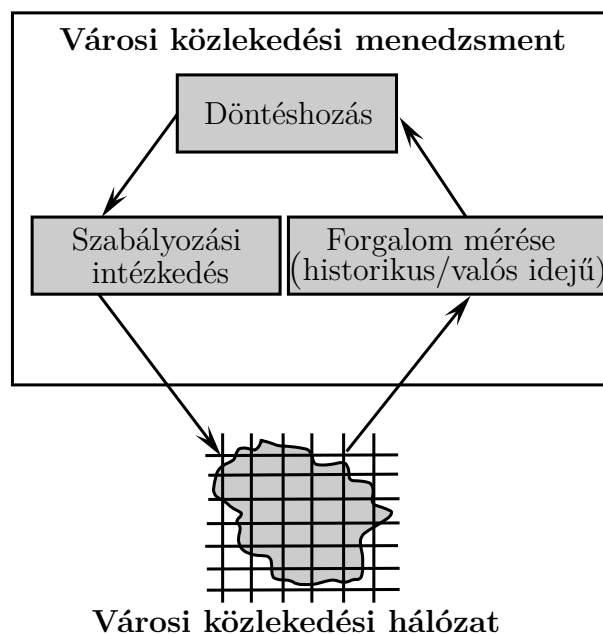 Városi közlekedési menedzsment
Döntéshozás
Szabályozási
intézkedés
Forgalom mérése
(historikus/valós idejű)
Városi közlekedési hálózat